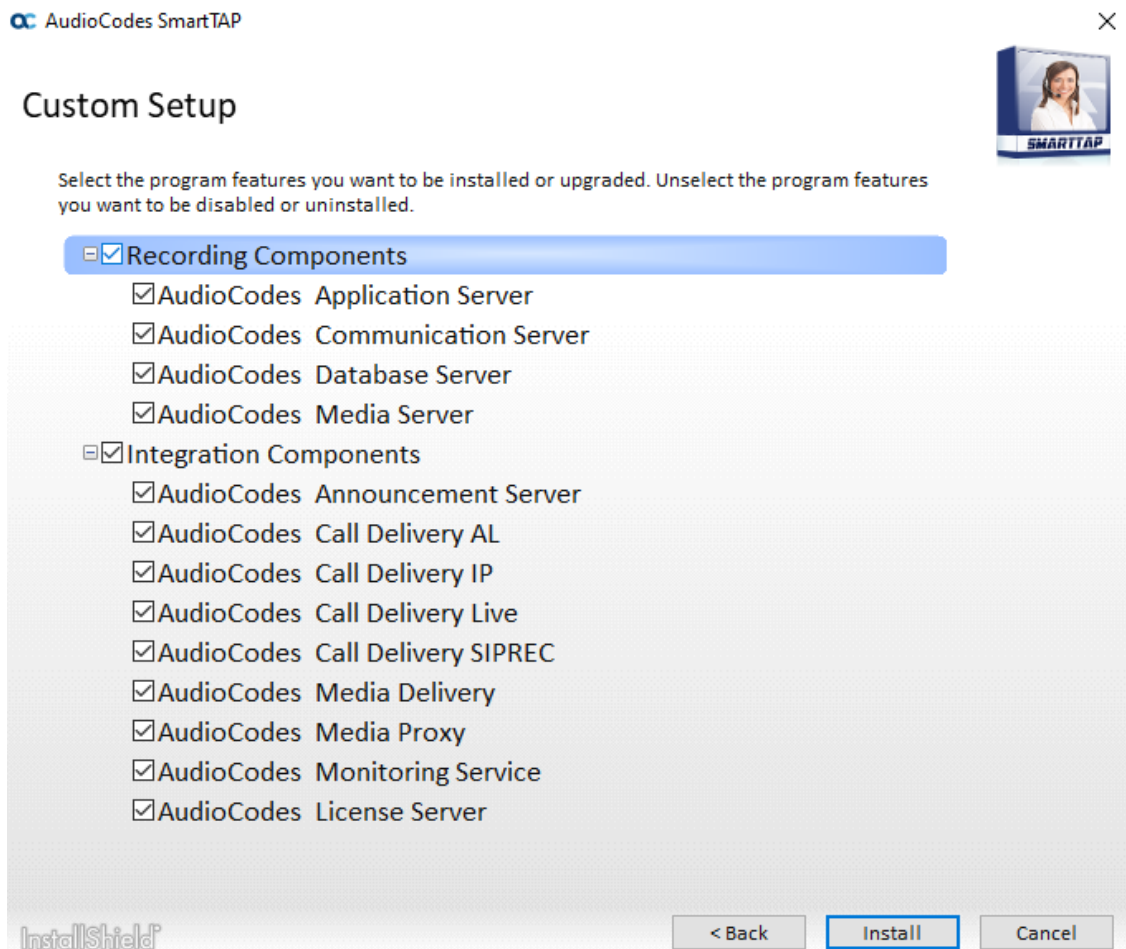 AudioCodes SmartTAP
Custom Setup
SMARTTAP
Select the program features you want to be installed or upgraded. Unselect the program features
you want to be disabled or uninstalled.
Recording Components
AudioCodes Application Server
AudioCodes Communication Server
AudioCodes Database Server
AudioCodes Media Server
Integration Components
AudioCodes Announcement Server
AudioCodes Call Delivery AL
AudioCodes Call Delivery IP
AudioCodes Call Delivery Live
AudioCodes Call Delivery SIPREC
AudioCodes Media Delivery
AudioCodes Media Proxy
AudioCodes Monitoring Service
AudioCodes License Server
InstallShield
< Back
Install
Cancel